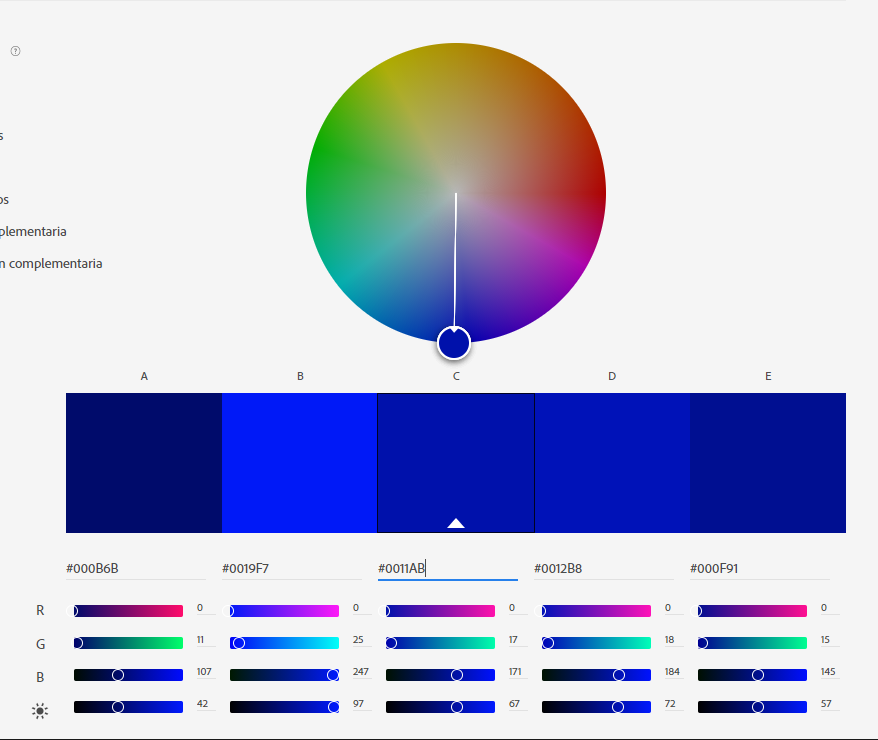 ?
s
os
plementaria
n complementaria
A B C D E
#000B6B #0019F7 #0011AB #0012B8 #000F91
R 0 0 0 0 0
G 11 25 17 18 15
B 107 247 171 184 145
42 97 67 72 57